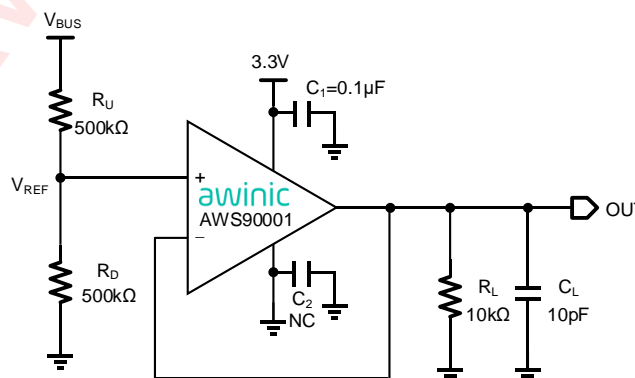 VBUS
3.3V
C1=0.1µF
RU
500kΩ
VREF
+
awinic
AWS90001
−
OUT
RD
500kΩ
C2
NC
RL
10kΩ
CL
10pF